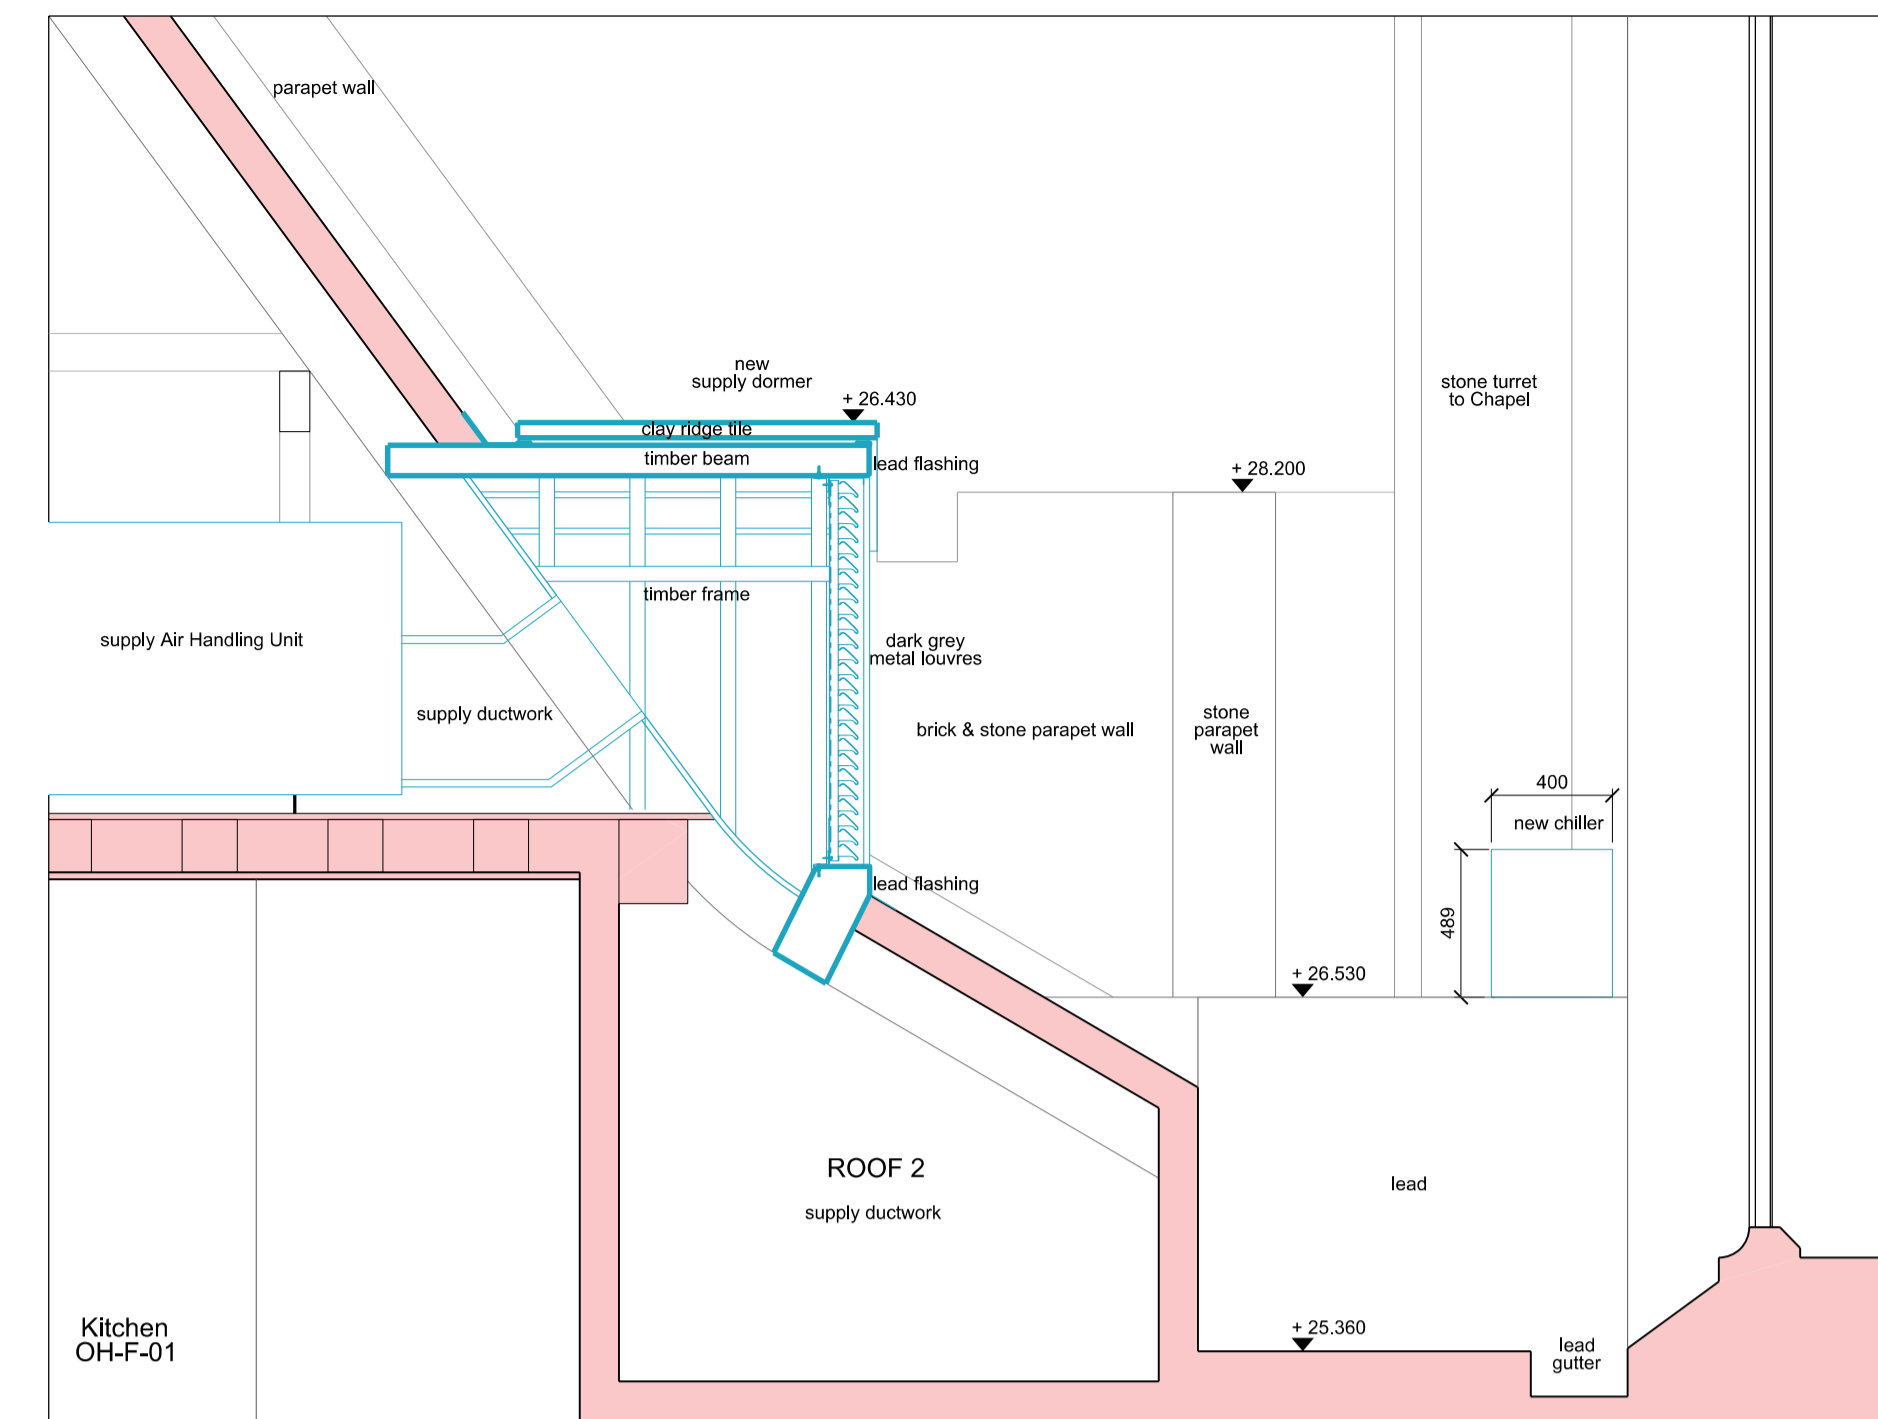 parapet wall
new
supply dormer
+ 26.430
stone turret
to Chapel
clay ridge tile
timber beam
lead flashing
+ 28.200
timber frame
supply Air Handling Unit
dark grey
metal louvres
supply ductwork
brick & stone parapet wall
stone
parapet
wall
400
new chiller
lead flashing
489
+ 26.530
ROOF 2
supply ductwork
lead
Kitchen
OH-F-01
+ 25.360
lead
gutter